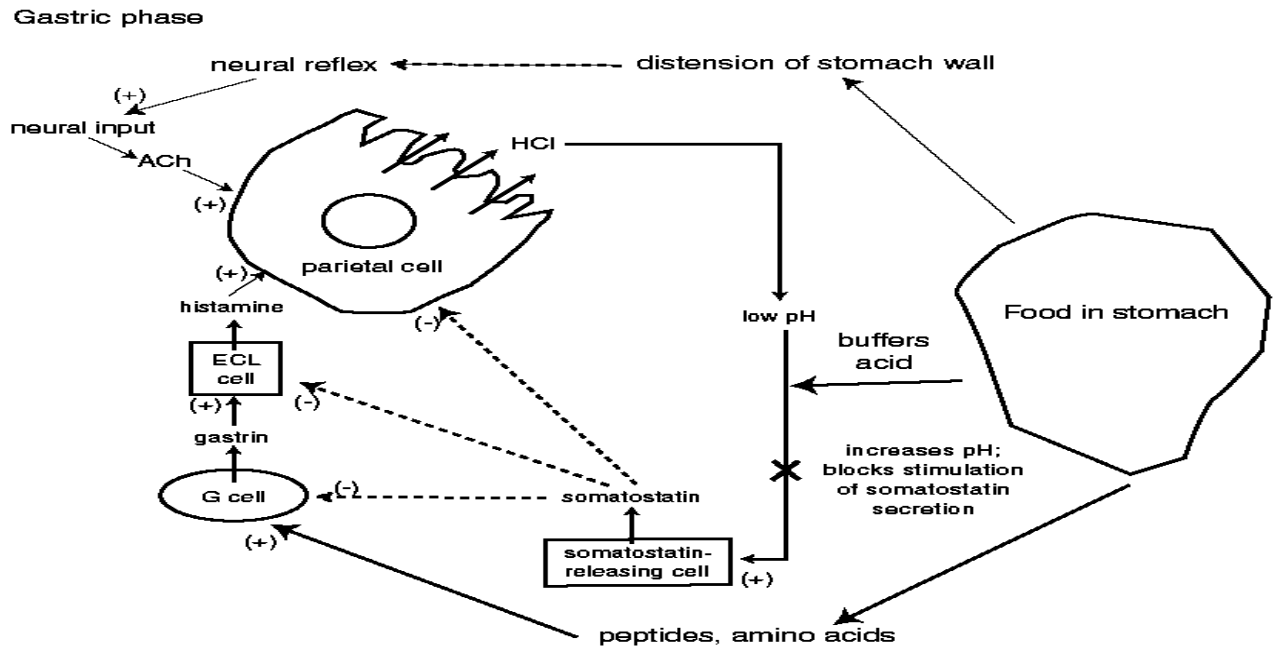 Gastric phase
neural reflex
distension of stomach wall
(+)
neural input
ACh
(+)
HCl
parietal cell
(+)
histamine
(-)
low pH
Food in stomach
buffers
acid
ECL
cell
(+)
(-)
gastrin
increases pH;
blocks stimulation
of somatostatin
secretion
G cell
(-)
somatostatin
(+)
somatostatin-
releasing cell
(+)
peptides, amino acids